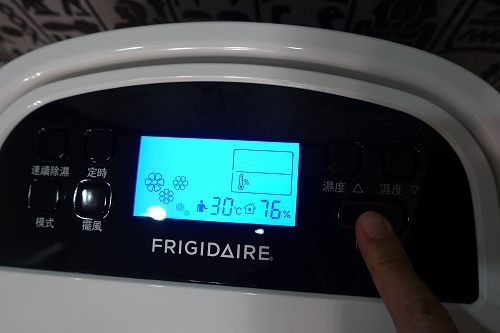 連續除濕 定時
模式 擺風
%
30°C 76%
濕度 △ 濕度 ▽
FRIGIDAIRE